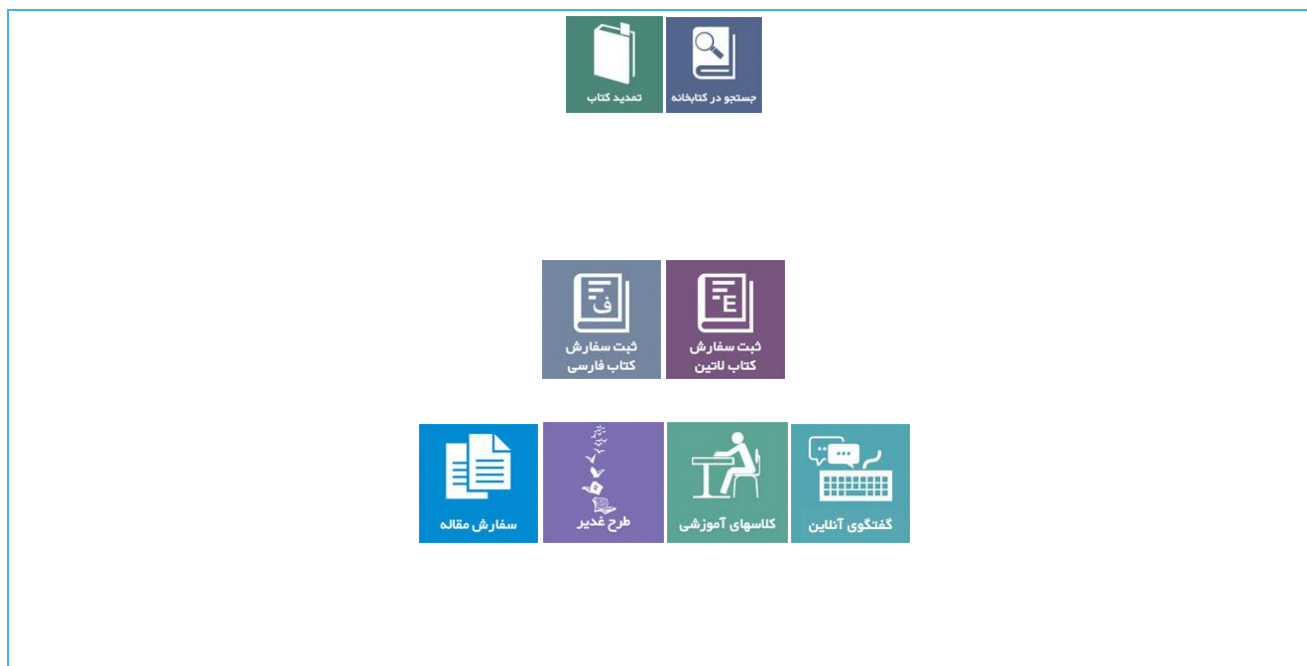 جستجو در کتابخانه
تمدید کتاب
E
ثبت سفارش
کتاب لاتین
ف
ثبت سفارش
کتاب فارسی
گفتگوی آنلاین
کلاسهای آموزشی
طرح غدیر
سفارش مقاله